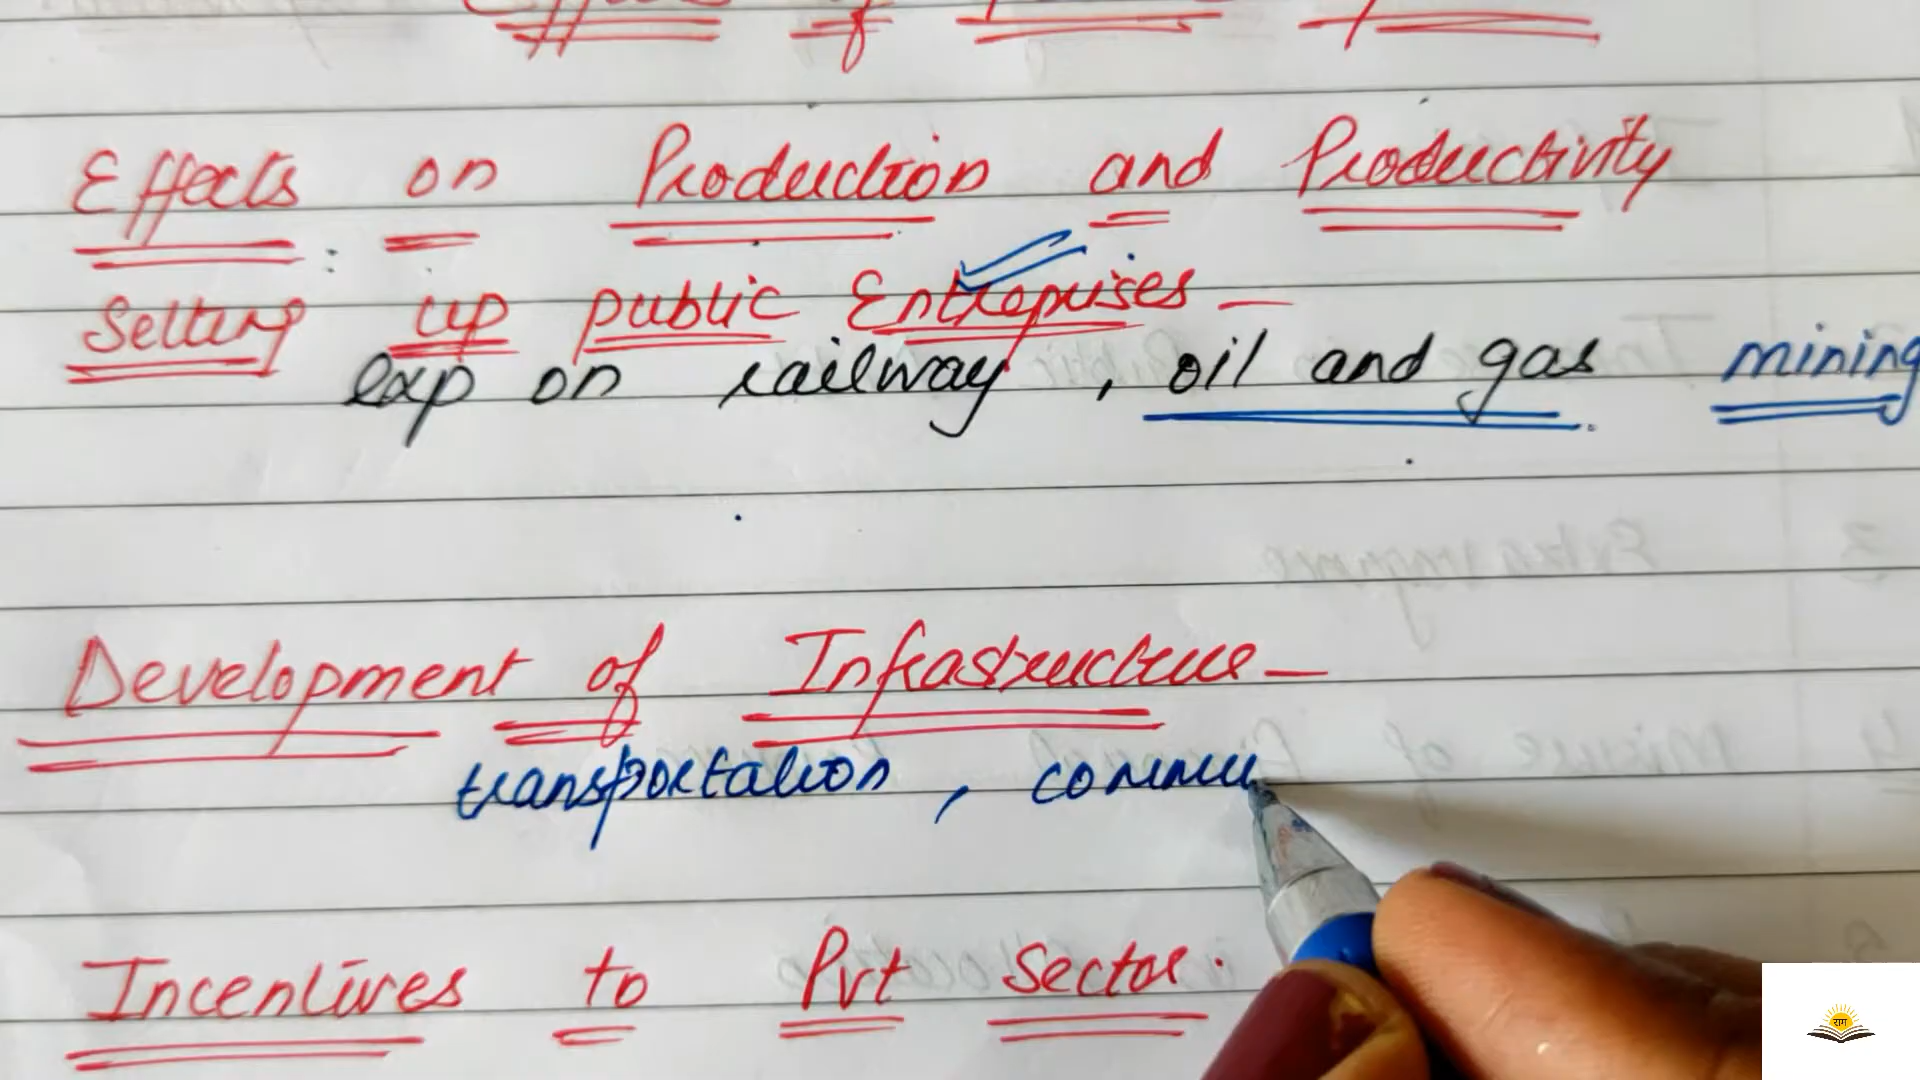 Effects on Production and Productivity
Setting up public Enterprises -
exp on railway, oil and gas mining
Development of Infrastructure -
transportation, commu
Incentives to Pvt Sector.
राग